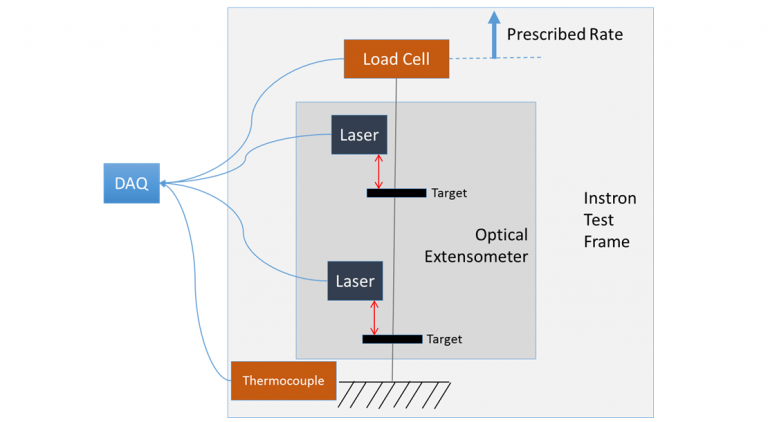 Prescribed Rate
Load Cell
Laser
DAQ
Target
Instron
Test
Frame
Optical
Extensometer
Laser
Target
Thermocouple